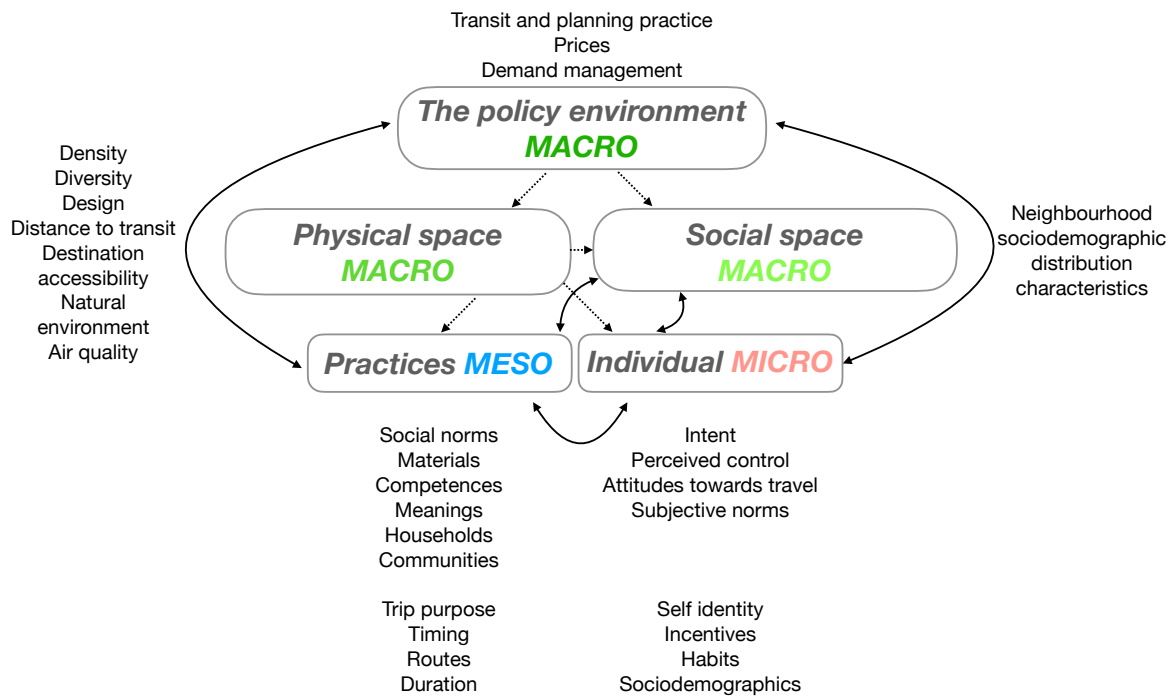 Transit and planning practice
Prices
Demand management
The policy environment
MACRO
Density
Diversity
Design
Distance to transit
Destination
accessibility
Natural
environment
Air quality
Physical space
MACRO
Social space
MACRO
Neighbourhood
sociodemographic
distribution
characteristics
Practices MESO
Individual MICRO
Social norms
Materials
Competences
Meanings
Households
Communities
Intent
Perceived control
Attitudes towards travel
Subjective norms
Trip purpose
Timing
Routes
Duration
Self identity
Incentives
Habits
Sociodemographics